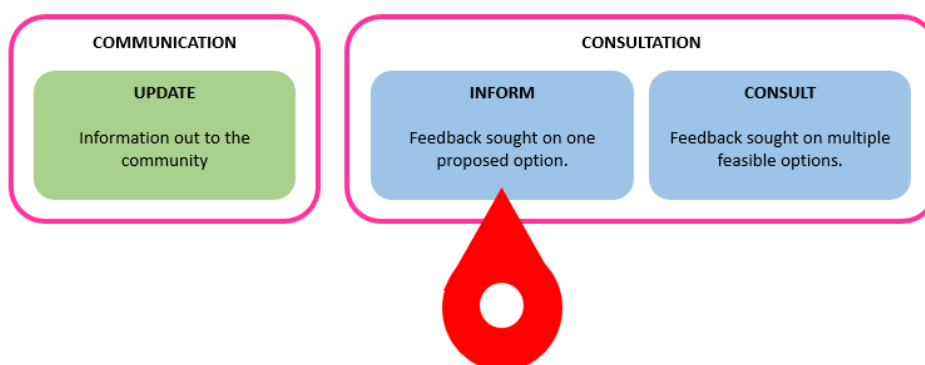 COMMUNICATION
UPDATE
Information out to the
community
CONSULTATION
INFORM
Feedback sought on one
proposed option.
CONSULT
Feedback sought on multiple
feasible options.